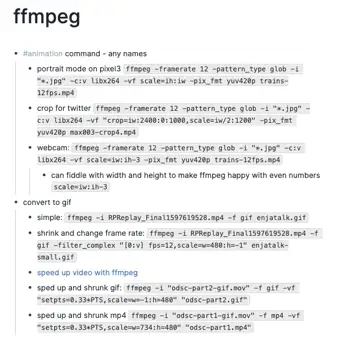 ffmpeg
#animation command - any names
portrait mode on pixel3 ffmpeg -framerate 12 -pattern_type glob -i
"*.jpg" -c:v libx264 -vf scale=ih:iw -pix_fmt yuv420p trains-
12fps.mp4
crop for twitter ffmpeg -framerate 12 -pattern_type glob -i "*.jpg" -
c:v libx264 -vf "crop=iw:2400:0:1000,scale=iw/2:1200" -pix_fmt
yuv420p max003-crop4.mp4
webcam: ffmpeg -framerate 12 -pattern_type glob -i "*.jpg" -c:v
libx264 -vf scale=iw:ih-3 -pix_fmt yuv420p trains-12fps.mp4
can fiddle with width and height to make ffmpeg happy with even numbers
scale=iw:ih-3
convert to gif
simple: ffmpeg -i RPReplay_Final1597619528.mp4 -f gif enjatalk.gif
shrink and change frame rate: ffmpeg -i RPReplay_Final1597619528.mp4 -f
gif -filter_complex "[0:v] fps=12,scale=w=480:h=-1" enjatalk-
small.gif
speed up video with ffmpeg
sped up and shrunk gif: ffmpeg -i "odsc-part2-gif.mov" -f gif -vf
"setpts=0.33*PTS,scale=w=-1:h=480" "odsc-part2.gif"
sped up and shrunk mp4 ffmpeg -i "odsc-part1-gif.mov" -f mp4 -vf
"setpts=0.33*PTS,scale=w=734:h=480" "odsc-part1.mp4"